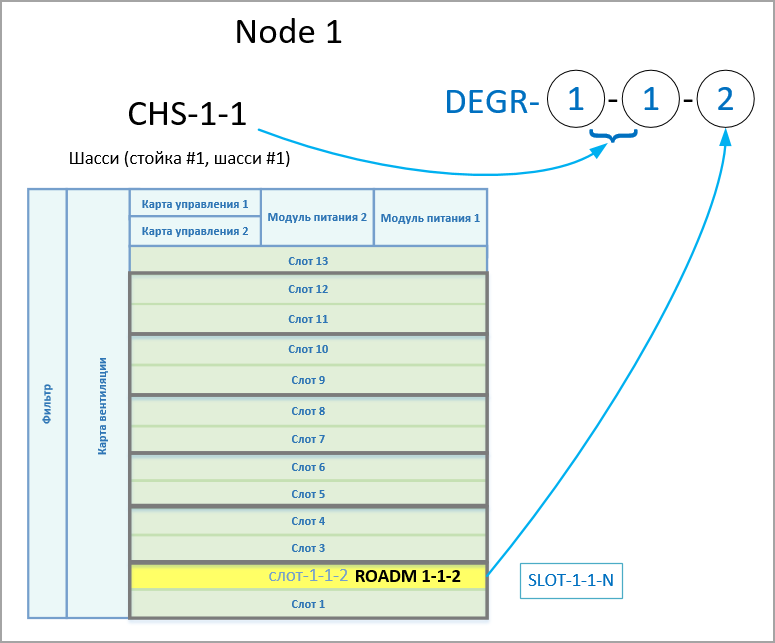 Node 1
CHS-1-1
DEGR- 1 - 1 - 2
Шасси (стойка #1, шасси #1)
Фильтр
Карта вентиляции
Карта управления 1
Карта управления 2
Модуль питания 2
Модуль питания 1
Слот 13
Слот 12
Слот 11
Слот 10
Слот 9
Слот 8
Слот 7
Слот 6
Слот 5
Слот 4
Слот 3
слот-1-1-2 ROADM 1-1-2
SLOT-1-1-N
Слот 1